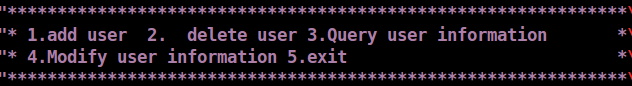 "**************************************************************\
"* 1.add user  2.  delete user 3.Query user information       *\
"* 4.Modify user information 5.exit                           *\
"**************************************************************\